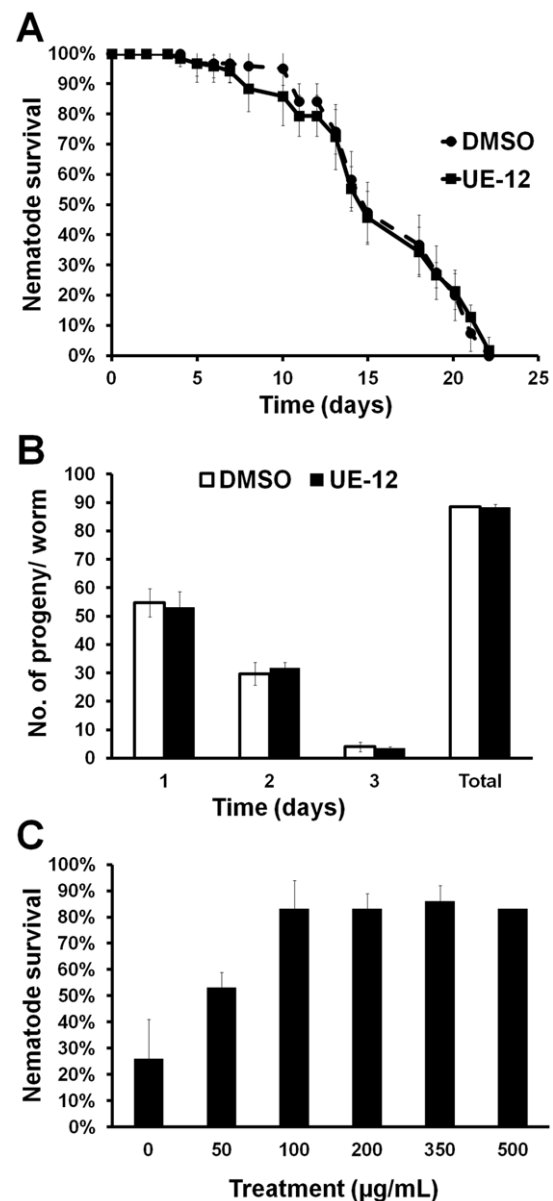 A
100%
90%
80%
70%
60%
50%
40%
30%
20%
10%
0%
Nematode survival
DMSO
UE-12
0 5 10 15 20 25
Time (days)
B
DMSO UE-12
100
90
80
70
60
50
40
30
20
10
0
No. of progeny/ worm
1 2 3 Total
Time (days)
C
100%
90%
80%
70%
60%
50%
40%
30%
20%
10%
0%
Nematode survival
0 50 100 200 350 500
Treatment (µg/mL)